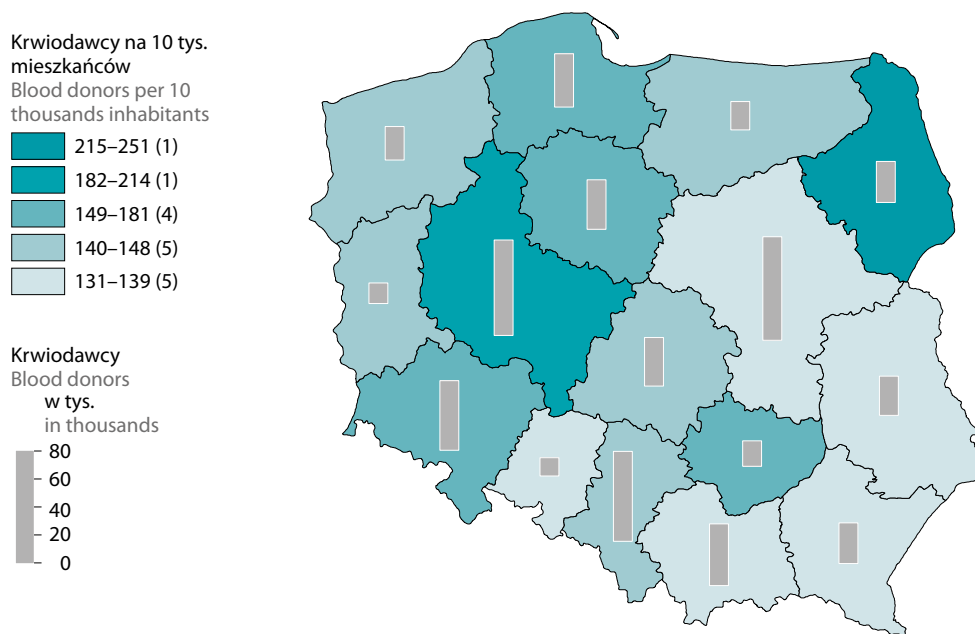 Krwiodawcy na 10 tys.
mieszkańców
Blood donors per 10
thousands inhabitants
215–251 (1)
182–214 (1)
149–181 (4)
140–148 (5)
131–139 (5)
Krwiodawcy
Blood donors
w tys.
in thousands
80
60
40
20
0